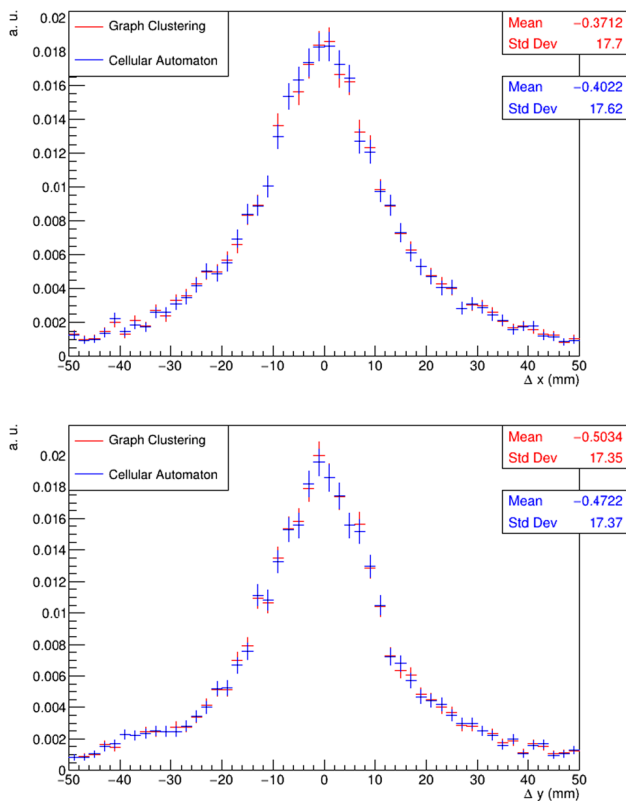 a. u.
Graph Clustering
Cellular Automaton
Mean −0.3712
Std Dev 17.7
Mean −0.4022
Std Dev 17.62
0.02
0.018
0.016
0.014
0.012
0.01
0.008
0.006
0.004
0.002
0
−50 −40 −30 −20 −10 0 10 20 30 40 50
Δ x (mm)
a. u.
Graph Clustering
Cellular Automaton
Mean −0.5034
Std Dev 17.35
Mean −0.4722
Std Dev 17.37
0.02
0.018
0.016
0.014
0.012
0.01
0.008
0.006
0.004
0.002
0
−50 −40 −30 −20 −10 0 10 20 30 40 50
Δ y (mm)